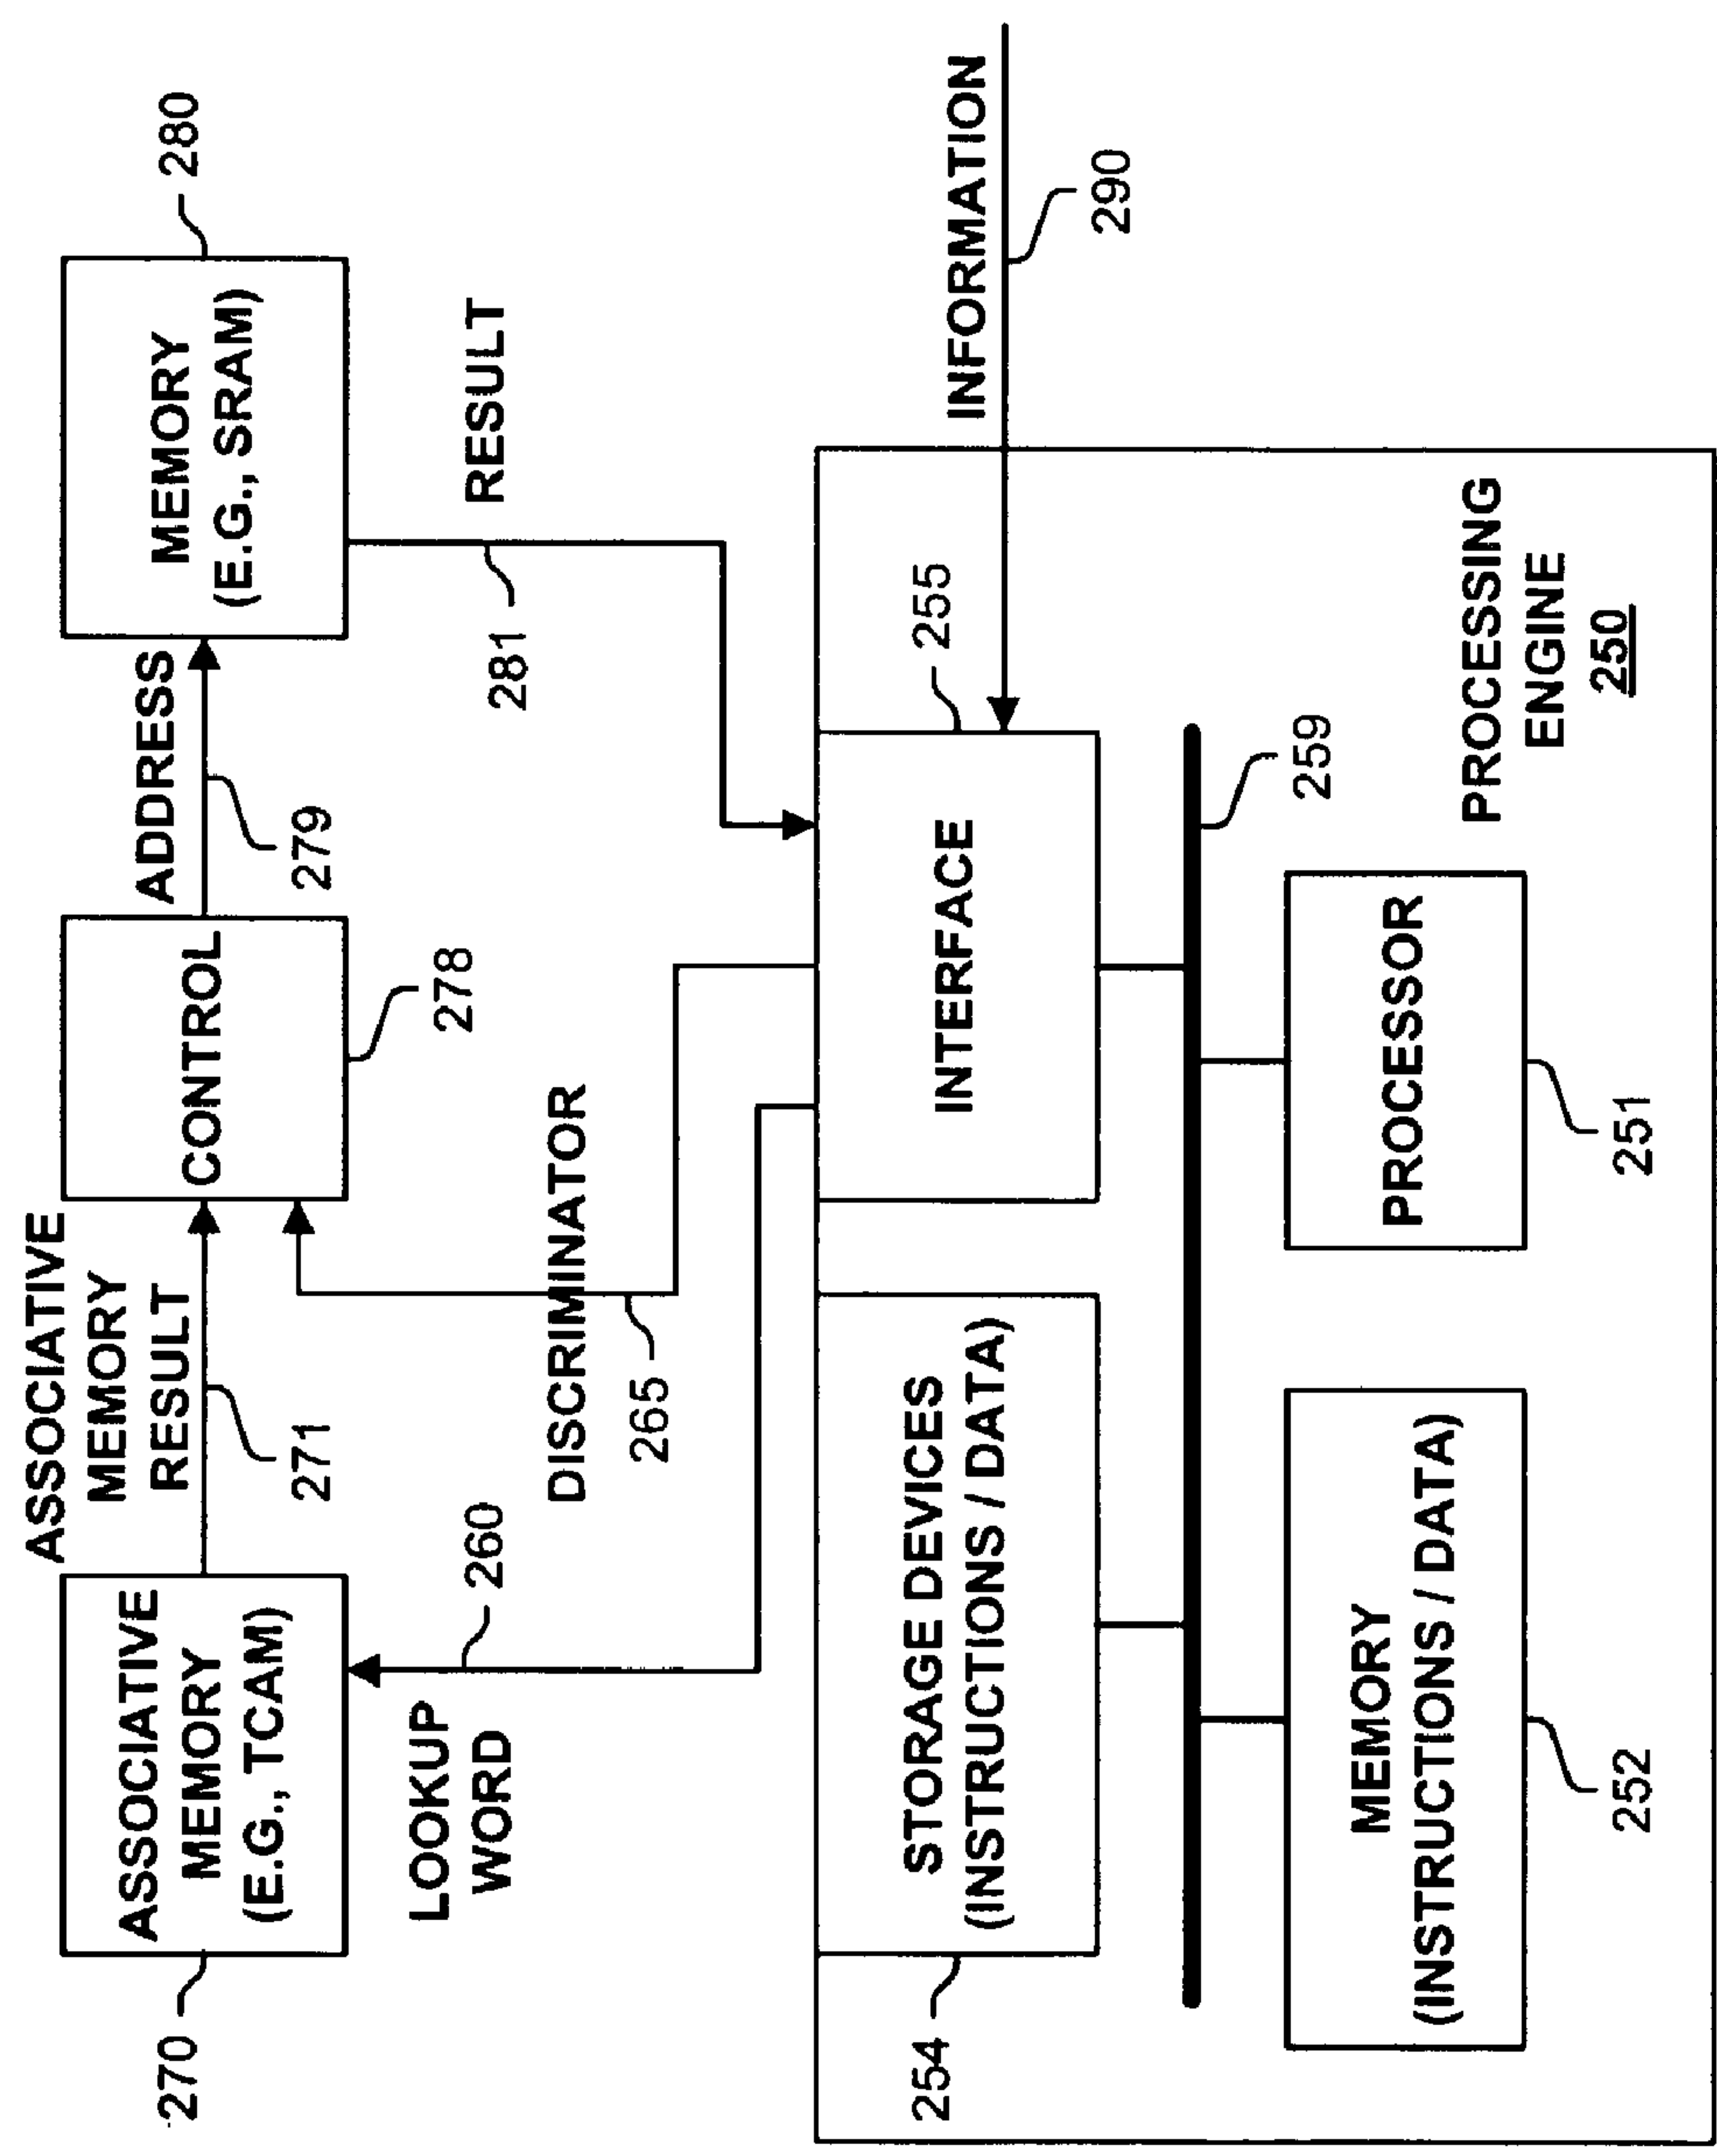 ASSOCIATIVE
MEMORY
(E.G., TCAM)
270
ASSOCIATIVE
MEMORY
RESULT
271
CONTROL
278
ADDRESS
279
MEMORY
(E.G., SRAM)
280
LOOKUP
WORD
260
DISCRIMINATOR
265
RESULT
281
INFORMATION
290
STORAGE DEVICES
(INSTRUCTIONS / DATA)
254
INTERFACE
255
259
MEMORY
(INSTRUCTIONS / DATA)
252
PROCESSOR
251
PROCESSING
ENGINE
250